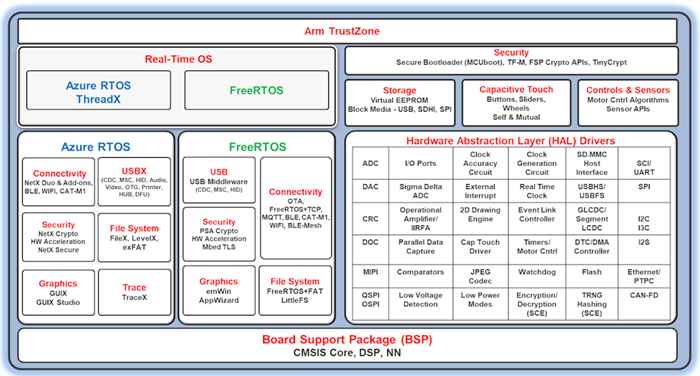 Arm TrustZone
Real-Time OS
Azure RTOS
ThreadX
FreeRTOS
Security
Secure Bootloader (MCUboot), TF-M, FSP Crypto APIs, TinyCrypt
Storage
Virtual EEPROM
Block Media - USB, SDHI, SPI
Capacitive Touch
Buttons, Sliders,
Wheels
Self & Mutual
Controls & Sensors
Motor Cntrl Algorithms
Sensor APIs
Azure RTOS
Connectivity
NetX Duo & Add-ons,
BLE, WIFI, CAT-M1
USBX
(CDC, MSC, HID, Audio,
Video, OTG, Printer,
HUB, DFU)
Security
NetX Crypto
HW Acceleration
NetX Secure
File System
FileX, LevelX,
exFAT
Graphics
GUIX
GUIX Studio
Trace
TraceX
FreeRTOS
USB
USB Middleware
(CDC, MSC, HID)
Security
PSA Crypto
HW Acceleration
Mbed TLS
Connectivity
OTA,
FreeRTOS+TCP,
MQTT, BLE, CAT-M1,
WIFI, BLE-Mesh
Graphics
emWin
AppWizard
File System
FreeRTOS+FAT
LittleFS
Hardware Abstraction Layer (HAL) Drivers
ADC
I/O Ports
Clock
Accuracy
Circuit
Clock
Generation
Circuit
SD.MMC
Host
Interface
SCI/
UART
DAC
Sigma Delta
ADC
External
Interrupt
Real Time
Clock
USBHS/
USBFS
SPI
CRC
Operational
Amplifier/
IIRFA
2D Drawing
Engine
Event Link
Controller
GLCDC/
Segment
LCDC
I2C
I3C
DOC
Parallel Data
Capture
Cap Touch
Driver
Timers/
Motor Cntrl
DTC/DMA
Controller
I2S
MIPI
Comparators
JPEG
Codec
Watchdog
Flash
Ethernet/
PTPC
QSPI
OSPI
Low Voltage
Detection
Low Power
Modes
Encryption/
Decryption
(SCE)
TRNG
Hashing
(SCE)
CAN-FD
Board Support Package (BSP)
CMSIS Core, DSP, NN